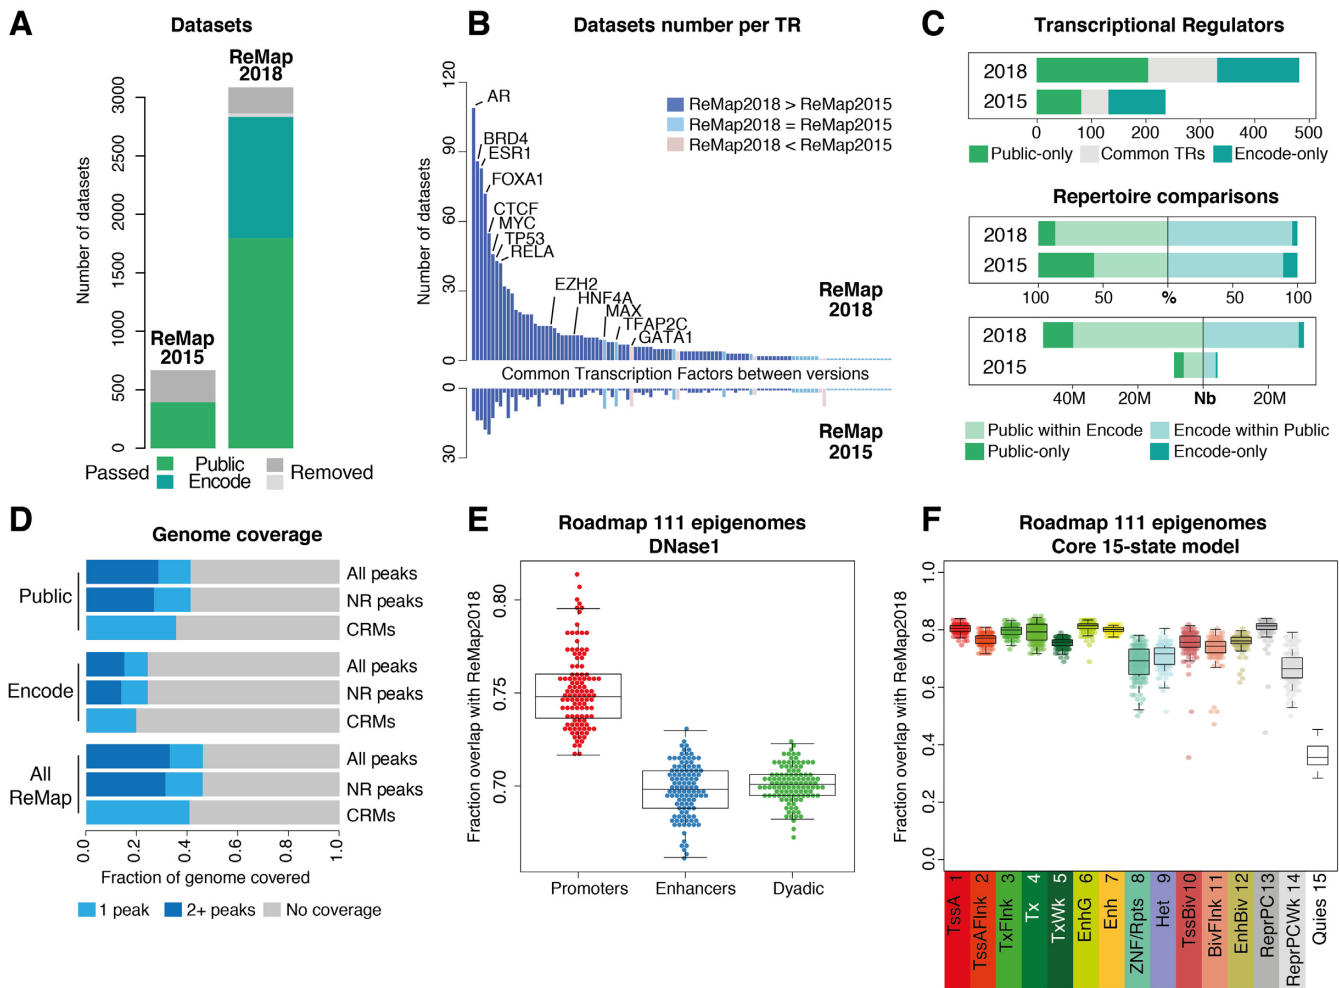 A
Datasets
ReMap
2018
ReMap
2015
Number of datasets
0
500
1000
1500
2000
2500
3000
Passed
Public
Encode
Removed
B
Datasets number per TR
Number of datasets
120
90
60
30
0
0
30
AR
BRD4
ESR1
FOXA1
CTCF
MYC
TP53
RELA
EZH2
HNF4A
MAX
TFAP2C
GATA1
ReMap2018 > ReMap2015
ReMap2018 = ReMap2015
ReMap2018 < ReMap2015
ReMap
2018
Common Transcription Factors between versions
ReMap
2015
C
Transcriptional Regulators
2018
2015
0 100 200 300 400 500
Public-only Common TRs Encode-only
Repertoire comparisons
2018
2015
100 50 % 50 100
2018
2015
40M 20M Nb 20M
Public within Encode Encode within Public
Public-only Encode-only
D
Genome coverage
Public
All peaks
NR peaks
CRMs
Encode
All peaks
NR peaks
CRMs
All
ReMap
All peaks
NR peaks
CRMs
0.0 0.2 0.4 0.6 0.8 1.0
Fraction of genome covered
1 peak 2+ peaks No coverage
E
Roadmap 111 epigenomes
DNase1
Fraction overlap with ReMap2018
0.80
0.75
0.70
Promoters Enhancers Dyadic
F
Roadmap 111 epigenomes
Core 15-state model
Fraction overlap with ReMap2018
1.0
0.8
0.6
0.4
0.2
0.0
TssA 1
TssAFlnk 2
TxFlnk 3
Tx 4
TxWk 5
EnhG 6
Enh 7
ZNF/Rpts 8
Het 9
TssBiv 10
BivFlnk 11
EnhBiv 12
ReprPC 13
ReprPCWk 14
Quies 15